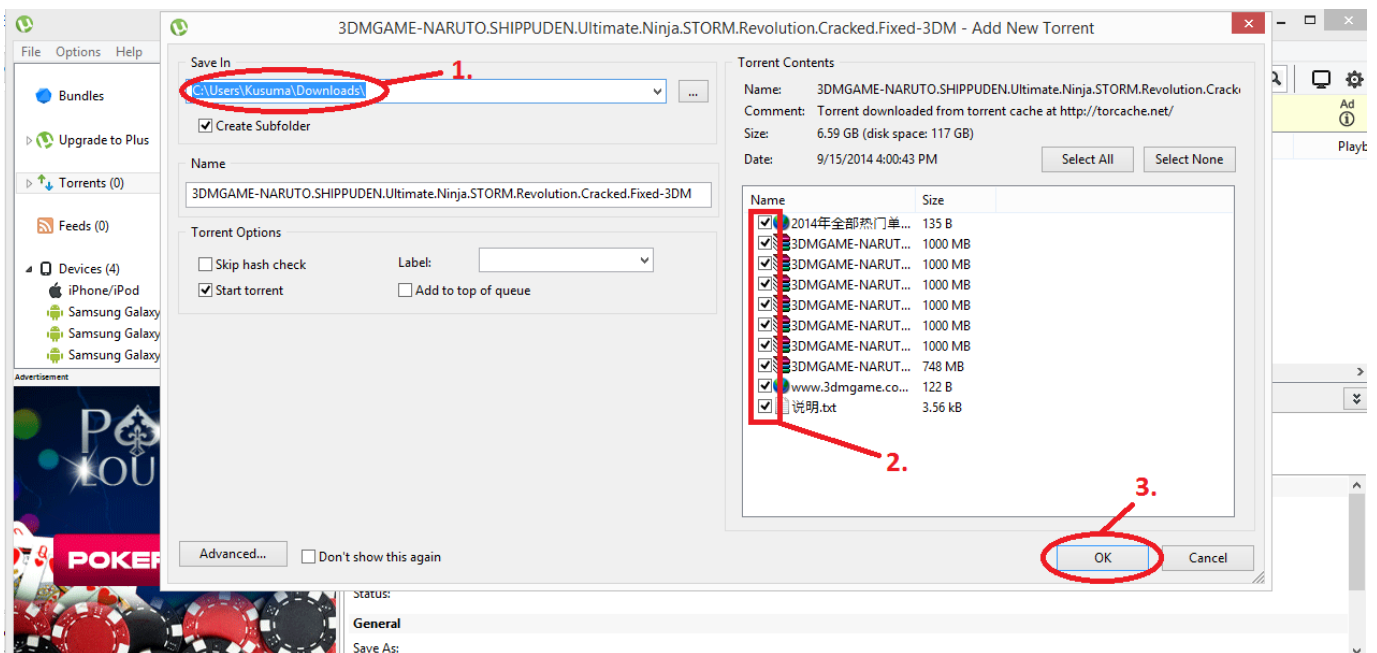 3DMGAME-NARUTO.SHIPPUDEN.Ultimate.Ninja.STORM.Revolution.Cracked.Fixed-3DM - Add New Torrent
File Options Help
Bundles
Upgrade to Plus
Torrents (0)
Feeds (0)
Devices (4)
iPhone/iPod
Samsung Galaxy
Samsung Galaxy
Samsung Galaxy
Advertisement
POKER
Save In
1.
C:\Users\Kusuma\Downloads\
...
Create Subfolder
Name
3DMGAME-NARUTO.SHIPPUDEN.Ultimate.Ninja.STORM.Revolution.Cracked.Fixed-3DM
Torrent Options
Skip hash check
Label:
Start torrent
Add to top of queue
Advanced...
Don't show this again
Torrent Contents
Name: 3DMGAME-NARUTO.SHIPPUDEN.Ultimate.Ninja.STORM.Revolution.Crack
Comment: Torrent downloaded from torrent cache at http://torcache.net/
Size: 6.59 GB (disk space: 117 GB)
Date: 9/15/2014 4:00:43 PM
Select All
Select None
Name Size
2014年全部热门单... 135 B
3DMGAME-NARUT... 1000 MB
3DMGAME-NARUT... 1000 MB
3DMGAME-NARUT... 1000 MB
3DMGAME-NARUT... 1000 MB
3DMGAME-NARUT... 1000 MB
3DMGAME-NARUT... 1000 MB
3DMGAME-NARUT... 748 MB
www.3dmgame.co... 122 B
说明.txt 3.56 kB
2.
3.
OK
Cancel
Ad
Status:
General
Save As: